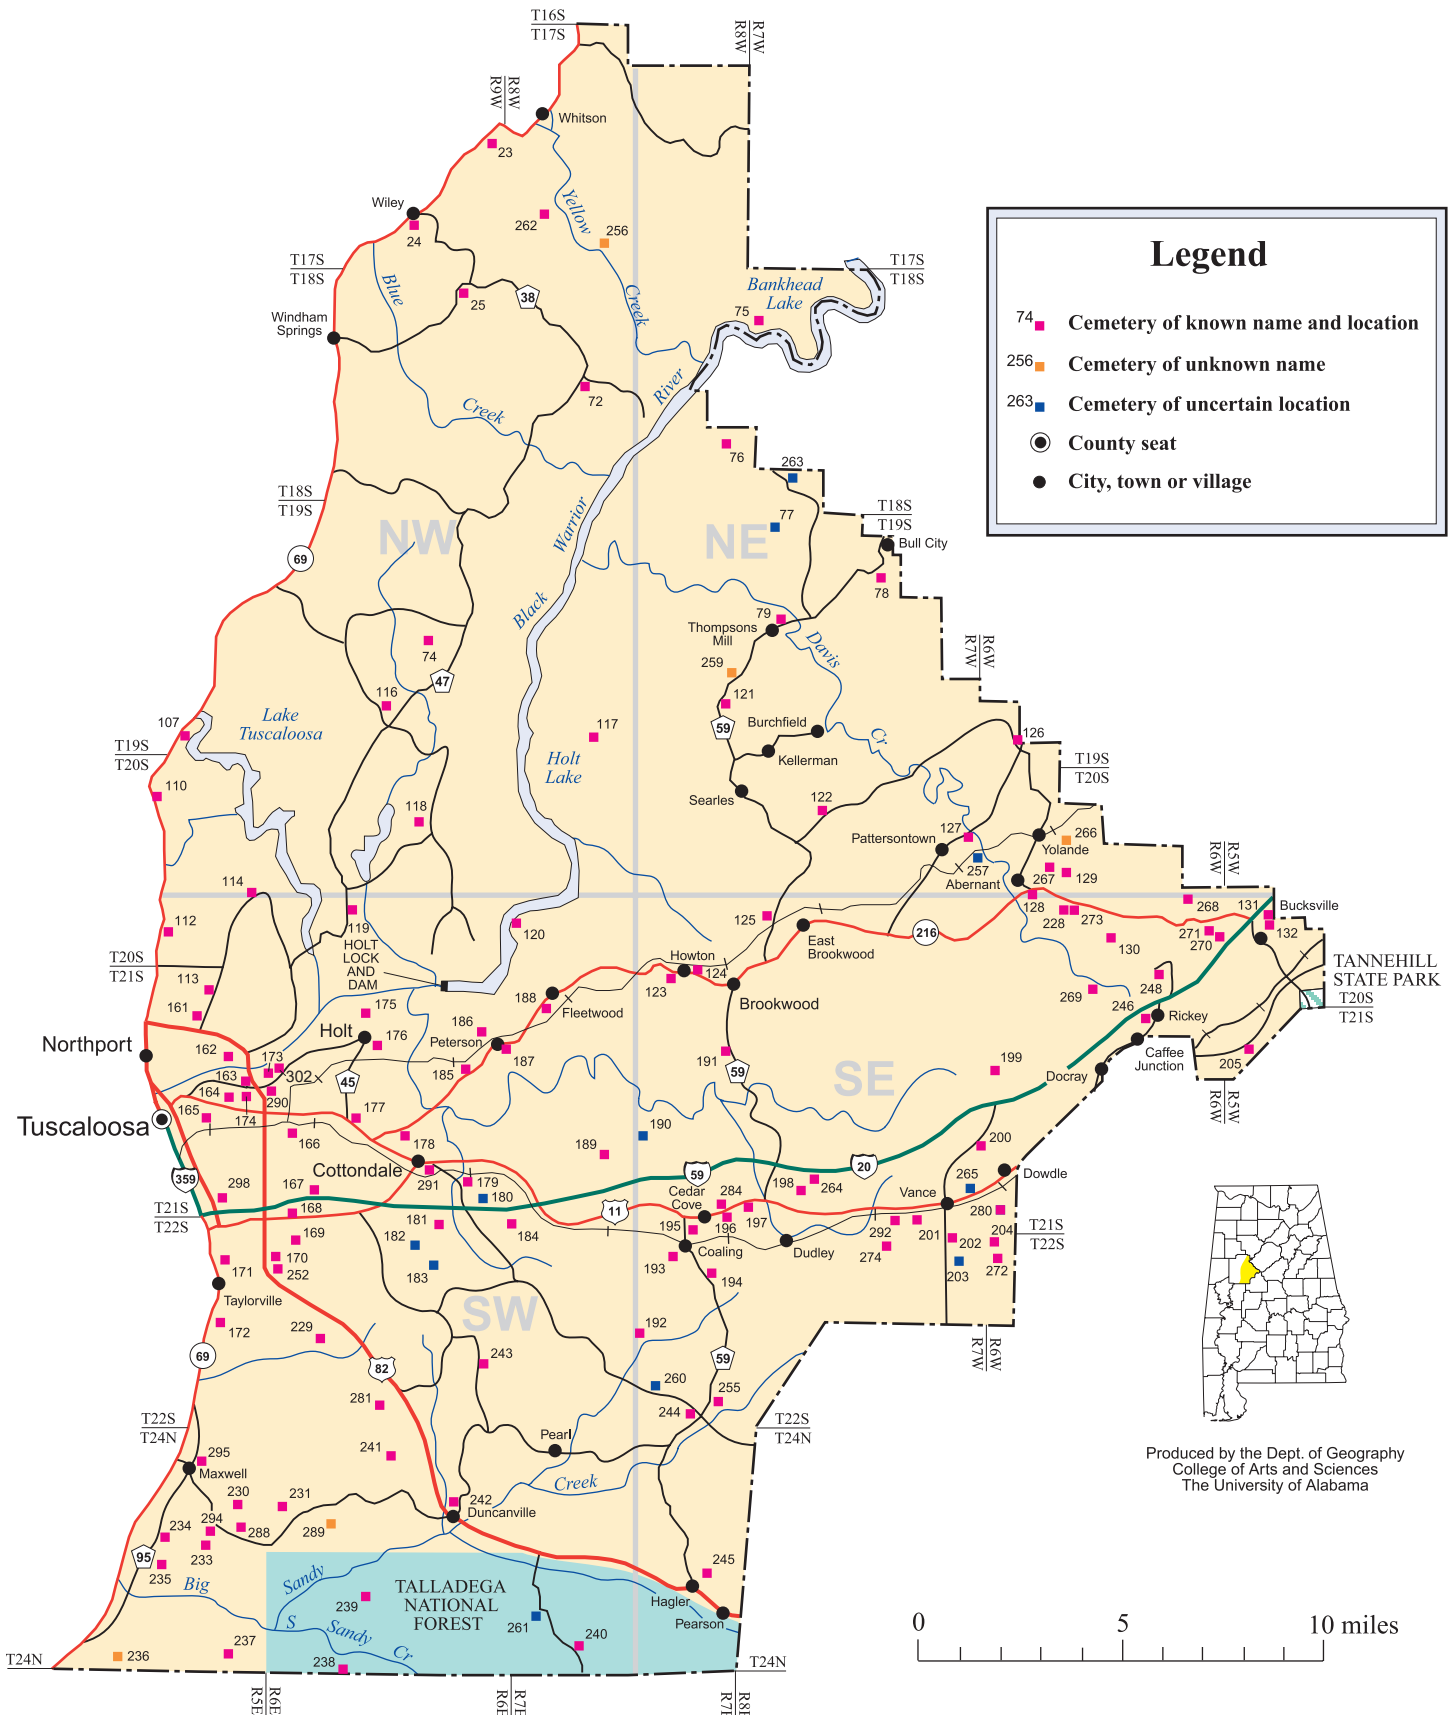 T16S
T17S
R8W
R7W
R9W
R8W
Whitson
23
Wiley
24
262
Yellow
256
T17S
T18S
Blue
25
38
Creek
Bankhead
Lake
75
T17S
T18S
Windham
Springs
Legend
74
Cemetery of known name and location
256
Cemetery of unknown name
263
Cemetery of uncertain location
County seat
City, town or village
River
72
Creek
76
263
T18S
T19S
77
T18S
T19S
NW
NE
Warrior
Bull City
69
78
Black
79
Thompsons
Mill
Davis
R7W
R6W
74
259
47
116
121
107
Lake
Tuscaloosa
117
59
Burchfield
Cr
126
T19S
T20S
Holt
Lake
Kellerman
T19S
T20S
110
Searles
118
122
127
Pattersontown
266
Yolande
257
Abernant
267
129
R6W
R5W
114
128
228
273
268
131
Bucksville
112
119
120
125
216
271
270
132
East
Brookwood
130
HOLT
LOCK
AND
DAM
T20S
T21S
Howton
124
123
TANNEHILL
STATE PARK
113
161
175
188
Fleetwood
Brookwood
269
248
246
Rickey
T20S
T21S
Northport
Holt
176
186
Peterson
187
185
191
59
SE
199
Caffee
Junction
205
Docray
162
173
302
163
164
174
290
45
R6W
R5W
165
166
177
Tuscaloosa
178
190
189
200
Cottondale
291
359
298
167
179
180
59
20
265
Dowdle
Cedar
Cove
284
198
264
Vance
T21S
T22S
168
11
280
181
184
195
196
197
292
201
204
T21S
T22S
169
182
Coaling
Dudley
274
202
170
171
252
183
193
194
203
272
Taylorville
SW
172
229
192
R7W
R6W
69
82
243
59
281
260
255
244
T22S
T24N
T22S
T24N
241
Pearl
295
Maxwell
Creek
Produced by the Dept. of Geography
College of Arts and Sciences
The University of Alabama
230
231
242
Duncanville
234
294
288
289
233
95
235
245
Big
Sandy
TALLADEGA
NATIONAL
FOREST
239
Hagler
S
Sandy
Cr
261
Pearson
240
236
237
238
0
5
10 miles
T24N
T24N
R5E
R6E
R6E
R7E
R7E
R8E